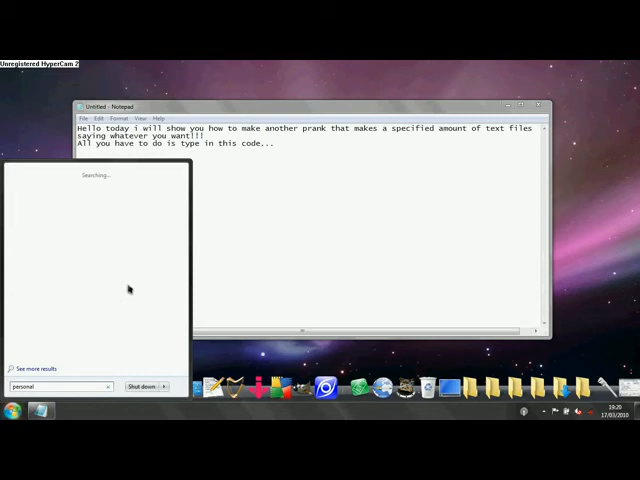 Unregistered HyperCam 2
Untitled - Notepad
File Edit Format View Help
Hello today i will show you how to make another prank that makes a specified amount of text files
saying whatever you want!!!
All you have to do is type in this code...
Searching...
See more results
personal
Shut down
19:20
17/03/2010